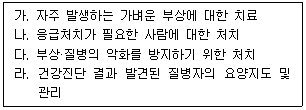 가. 자주 발생하는 가벼운 부상에 대한 치료
나. 응급처치가 필요한 사람에 대한 처치
다. 부상·질병의 악화를 방지하기 위한 처치
라. 건강진단 결과 발견된 질병자의 요양지도 및
관리